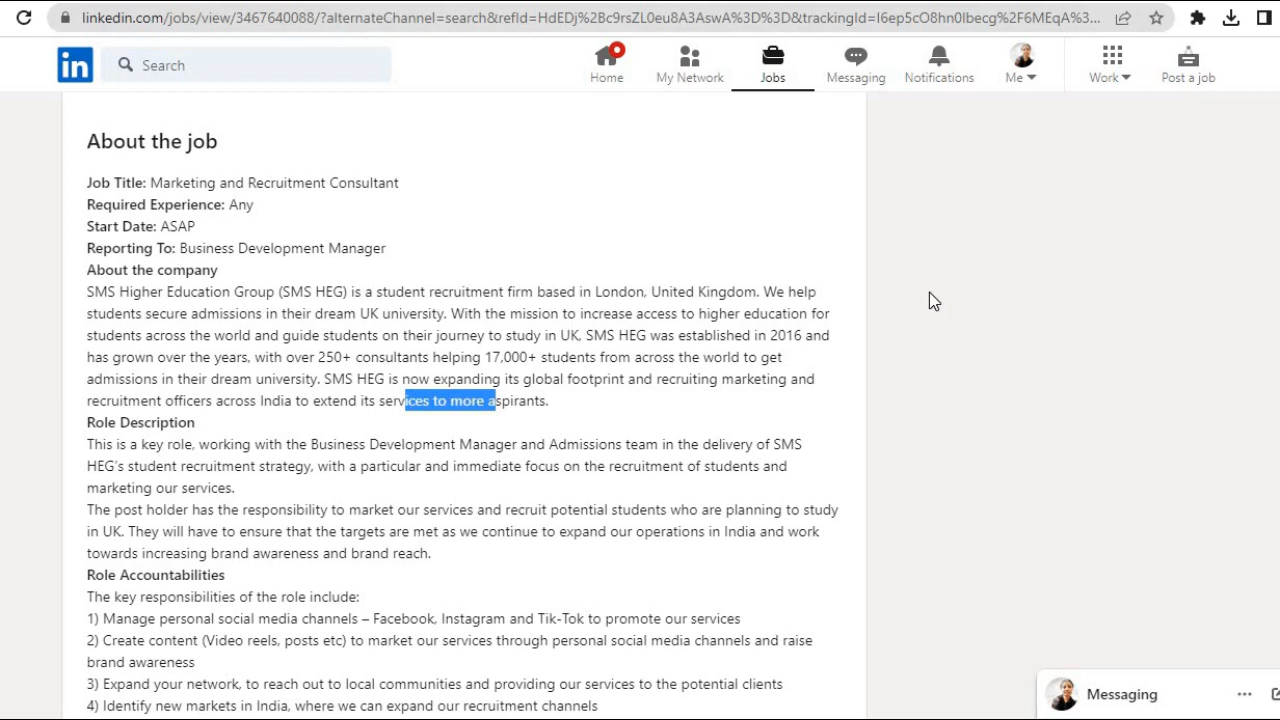 linkedin.com/jobs/view/3467640088/?alternateChannel=search&refId=HdEDj%2Bc9rsZL0eu8A3AswA%3D%3D&trackingId=I6ep5cO8hn0Ibecg%2F6MEqA%3...
in Search Home My Network Jobs Messaging Notifications Me Work Post a job
About the job
Job Title: Marketing and Recruitment Consultant
Required Experience: Any
Start Date: ASAP
Reporting To: Business Development Manager
About the company
SMS Higher Education Group (SMS HEG) is a student recruitment firm based in London, United Kingdom. We help
students secure admissions in their dream UK university. With the mission to increase access to higher education for
students across the world and guide students on their journey to study in UK, SMS HEG was established in 2016 and
has grown over the years, with over 250+ consultants helping 17,000+ students from across the world to get
admissions in their dream university. SMS HEG is now expanding its global footprint and recruiting marketing and
recruitment officers across India to extend its services to more aspirants.
Role Description
This is a key role, working with the Business Development Manager and Admissions team in the delivery of SMS
HEG's student recruitment strategy, with a particular and immediate focus on the recruitment of students and
marketing our services.
The post holder has the responsibility to market our services and recruit potential students who are planning to study
in UK. They will have to ensure that the targets are met as we continue to expand our operations in India and work
towards increasing brand awareness and brand reach.
Role Accountabilities
The key responsibilities of the role include:
1) Manage personal social media channels – Facebook, Instagram and Tik-Tok to promote our services
2) Create content (Video reels, posts etc) to market our services through personal social media channels and raise
brand awareness
3) Expand your network, to reach out to local communities and providing our services to the potential clients
4) Identify new markets in India, where we can expand our recruitment channels
Messaging